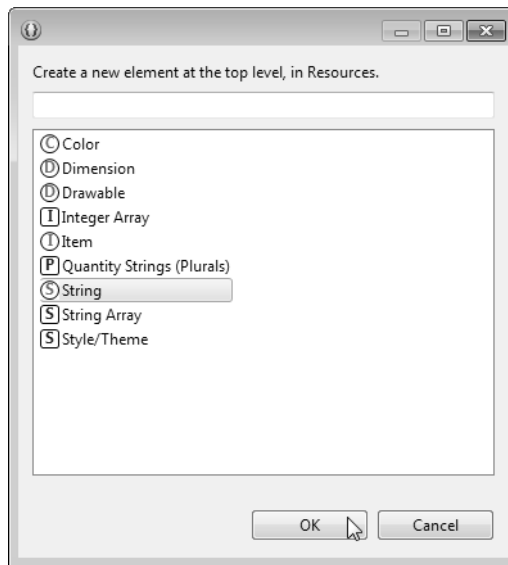 Create a new element at the top level, in Resources.
C Color
D Dimension
D Drawable
I Integer Array
I Item
P Quantity Strings (Plurals)
S String
S String Array
S Style/Theme
OK Cancel